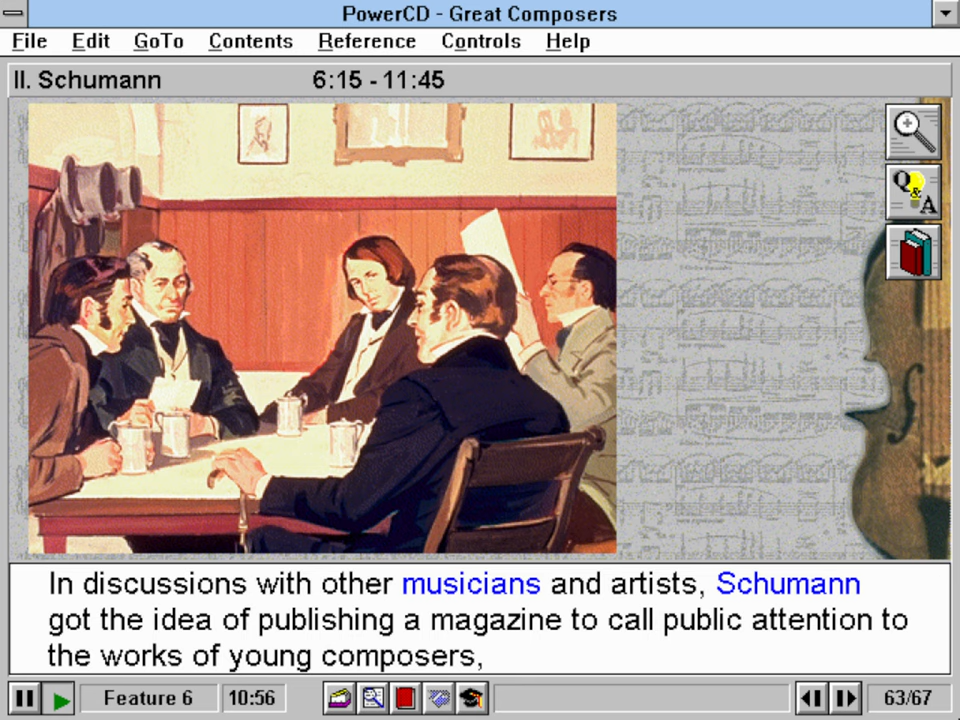 PowerCD - Great Composers
File Edit GoTo Contents Reference Controls Help
II. Schumann 6:15 - 11:45
Q & A
In discussions with other musicians and artists, Schumann
got the idea of publishing a magazine to call public attention to
the works of young composers,
Feature 6 10:56 63/67